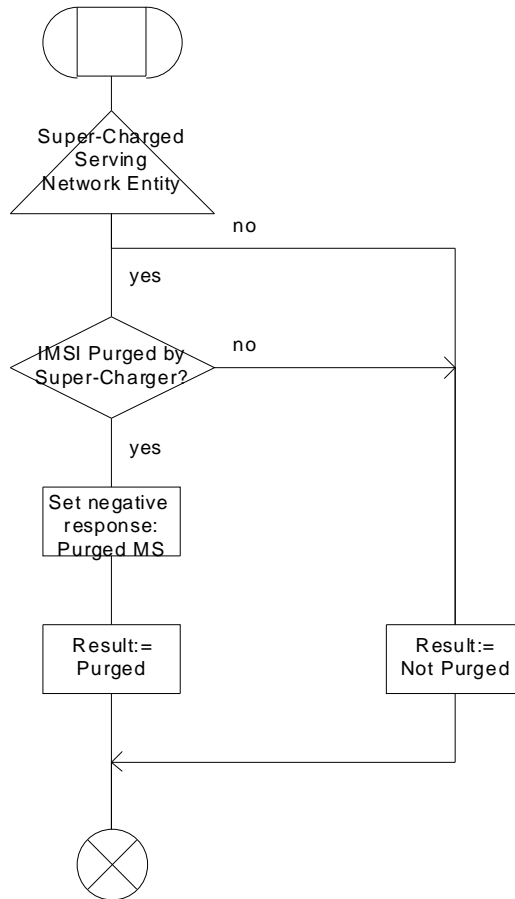 Super-Charged
Serving
Network Entity
no
yes
IMSI Purged by
Super-Charger?
no
yes
Set negative
response:
Purged MS
Result:=
Purged
Result:=
Not Purged